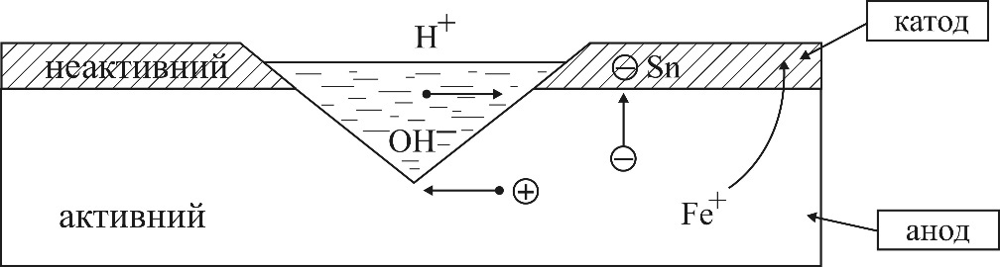 катод
H⁺
неактивний
⊖ Sn
OH⁻
⊖
⊕
активний
Fe⁺
анод